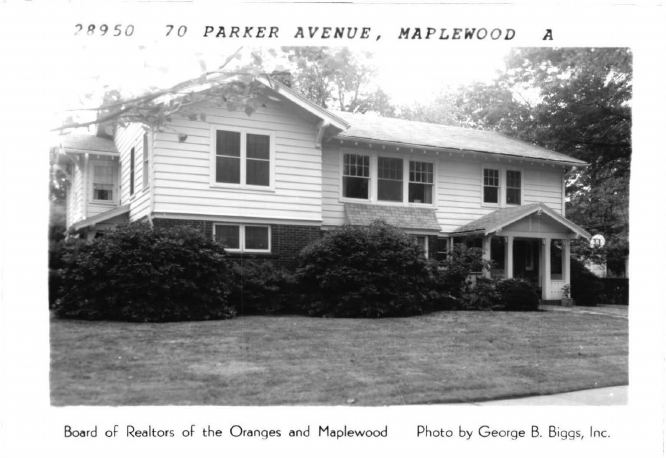 28950 70 PARKER AVENUE, MAPLEWOOD A
Board of Realtors of the Oranges and Maplewood Photo by George B. Biggs, Inc.